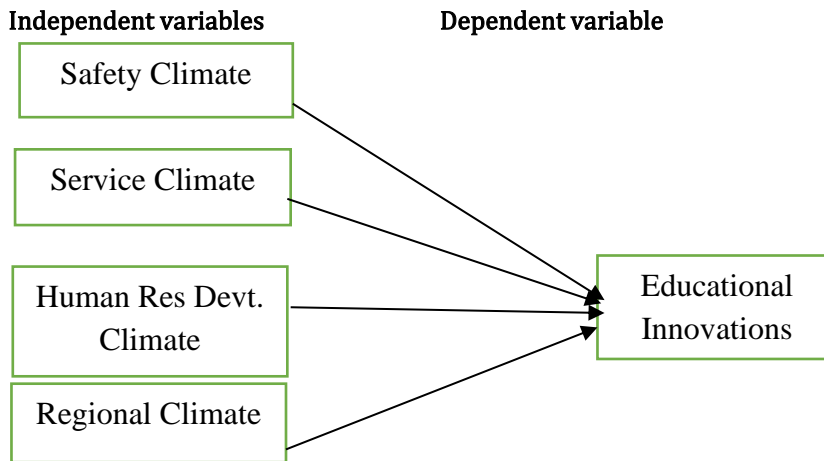 Independent variables
Dependent variable
Safety Climate
Service Climate
Human Res Devt.
Climate
Regional Climate
Educational
Innovations